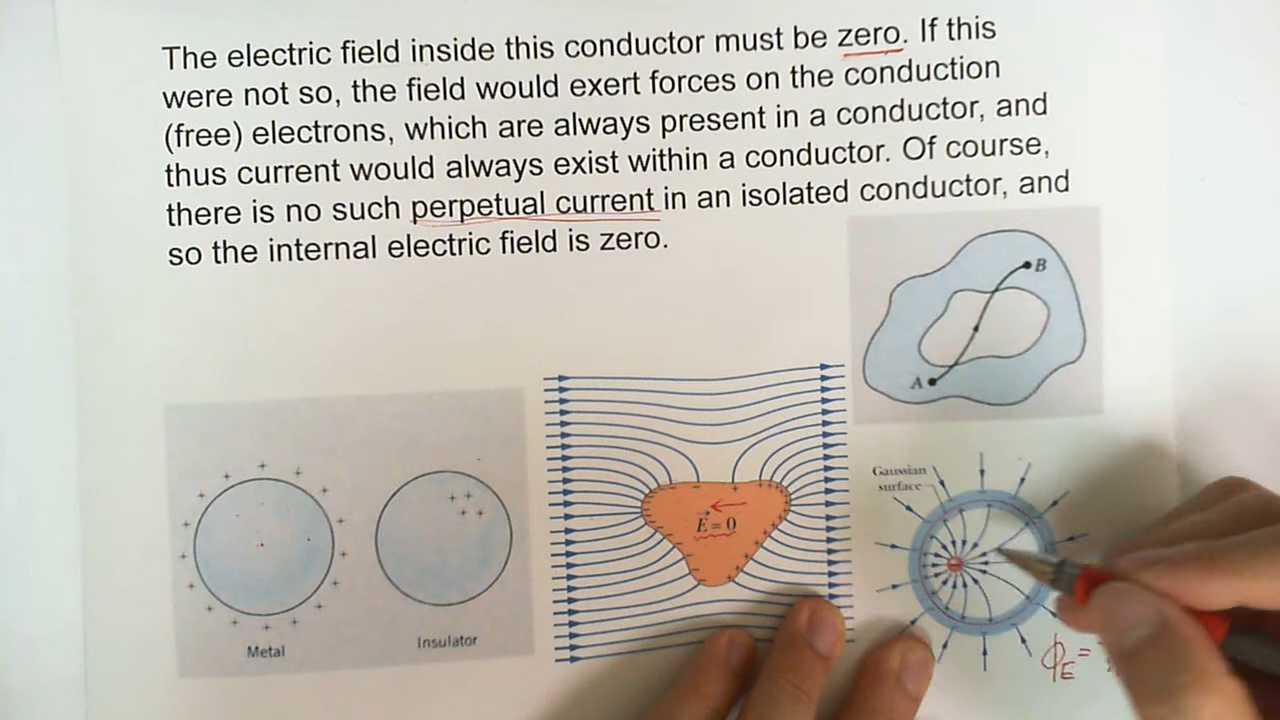 The electric field inside this conductor must be zero. If this
were not so, the field would exert forces on the conduction
(free) electrons, which are always present in a conductor, and
thus current would always exist within a conductor. Of course,
there is no such perpetual current in an isolated conductor, and
so the internal electric field is zero.
B
A
Gaussian
surface
E = 0
Metal
Insulator
ϕE =